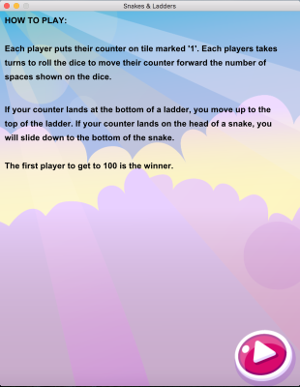 Snakes & Ladders
HOW TO PLAY:
Each player puts their counter on tile marked '1'. Each players takes
turns to roll the dice to move their counter forward the number of
spaces shown on the dice.
If your counter lands at the bottom of a ladder, you move up to the
top of the ladder. If your counter lands on the head of a snake, you
will slide down to the bottom of the snake.
The first player to get to 100 is the winner.